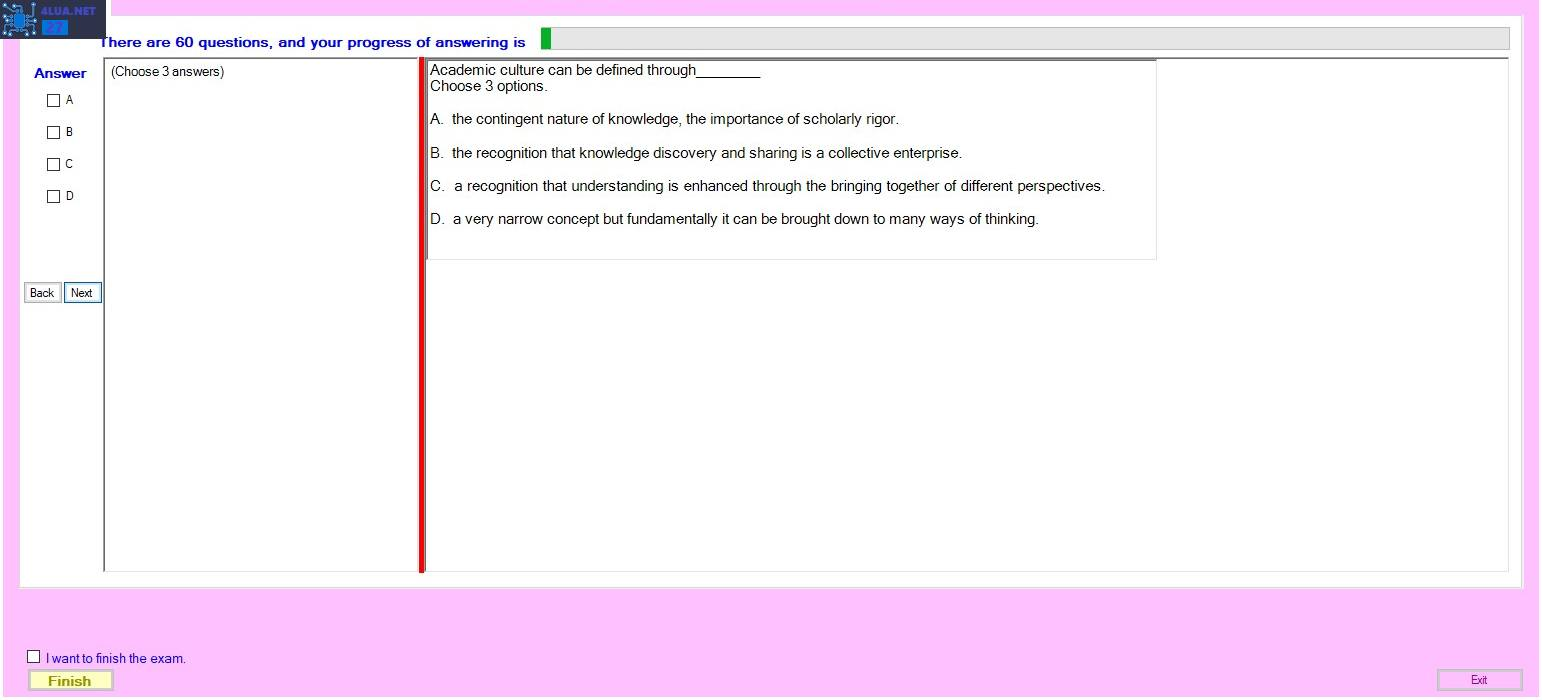 4LUA.NET
27
There are 60 questions, and your progress of answering is
Answer
A
B
C
D
Back Next
(Choose 3 answers)
Academic culture can be defined through________
Choose 3 options.
A. the contingent nature of knowledge, the importance of scholarly rigor.
B. the recognition that knowledge discovery and sharing is a collective enterprise.
C. a recognition that understanding is enhanced through the bringing together of different perspectives.
D. a very narrow concept but fundamentally it can be brought down to many ways of thinking.
I want to finish the exam.
Finish
Exit